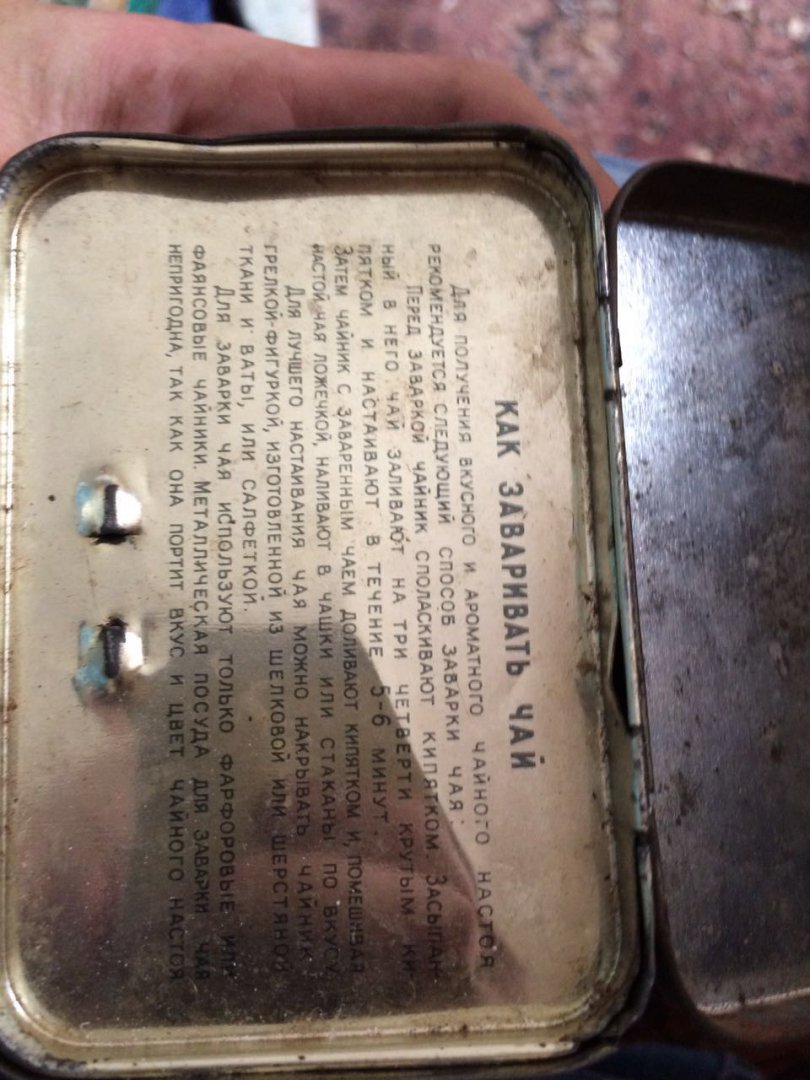 КАК ЗАВАРИВАТЬ ЧАЙ
Для получения вкусного и ароматного чайного настоя
рекомендуется следующий способ заварки чая:
Перед заваркой чайник споласкивают кипятком. Засыпан-
ный в него чай заливают на три четверти крутым ки-
пятком и настаивают в течение 5-6 минут.
Затем чайник с заваренным чаем доливают кипятком и, помешивая
настой чая ложечкой, наливают в чашки или стаканы по вкусу.
Для лучшего настаивания чая можно накрывать чайник
грелкой-фигуркой, изготовленной из шелковой или шерстяной
ткани и ваты, или салфеткой.
Для заварки чая используют только фарфоровые или
фаянсовые чайники. Металлическая посуда для заварки чая
непригодна, так как она портит вкус и цвет чайного настоя